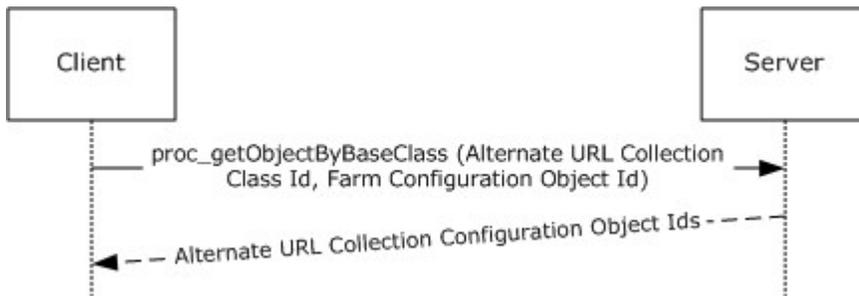 Client
Server
proc_getObjectByBaseClass (Alternate URL Collection
Class Id, Farm Configuration Object Id)
Alternate URL Collection Configuration Object Ids